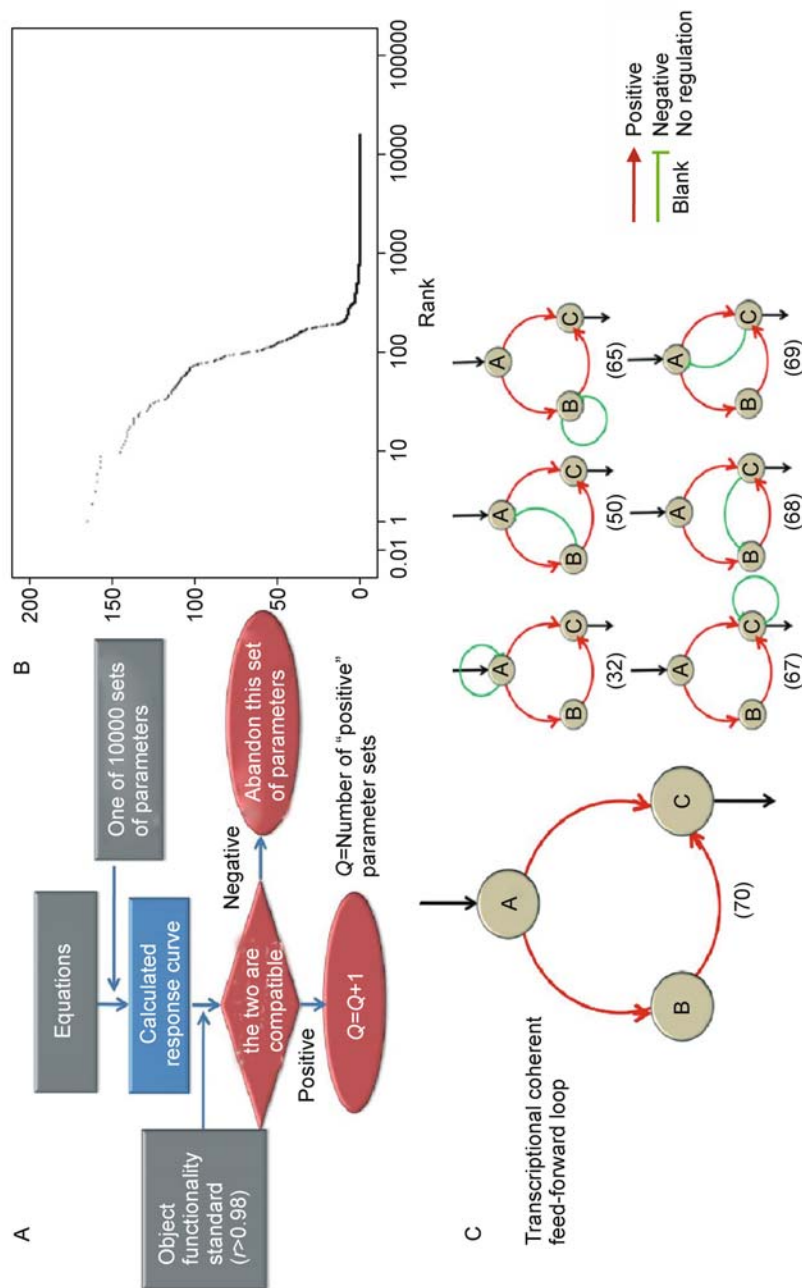 A
Equations
One of 10000 sets
of parameters
Calculated
response curve
Object
functionality
standard
(r>0.98)
the two are
compatible
Negative
Abandon this set
of parameters
Positive
Q=Q+1
Q=Number of "positive"
parameter sets
B
200
150
100
50
0
0.01
1
10
100
1000
10000
100000
Rank
C
Transcriptional coherent
feed-forward loop
A
B
C
(70)
A
B
C
(32)
A
B
C
(50)
A
B
C
(65)
A
B
C
(67)
A
B
C
(68)
A
B
C
(69)
Positive
Negative
Blank No regulation